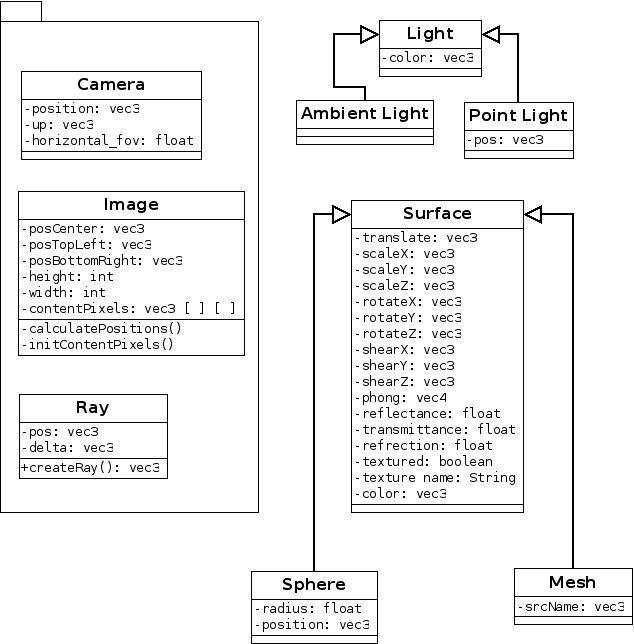 Camera
-position: vec3
-up: vec3
-horizontal_fov: float
Image
-posCenter: vec3
-posTopLeft: vec3
-posBottomRight: vec3
-height: int
-width: int
-contentPixels: vec3 [ ] [ ]
-calculatePositions()
-initContentPixels()
Ray
-pos: vec3
-delta: vec3
+createRay(): vec3
Light
-color: vec3
Ambient Light
Point Light
-pos: vec3
Surface
-translate: vec3
-scaleX: vec3
-scaleY: vec3
-scaleZ: vec3
-rotateX: vec3
-rotateY: vec3
-rotateZ: vec3
-shearX: vec3
-shearY: vec3
-shearZ: vec3
-phong: vec4
-reflectance: float
-transmittance: float
-refrection: float
-textured: boolean
-texture name: String
-color: vec3
Sphere
-radius: float
-position: vec3
Mesh
-srcName: vec3